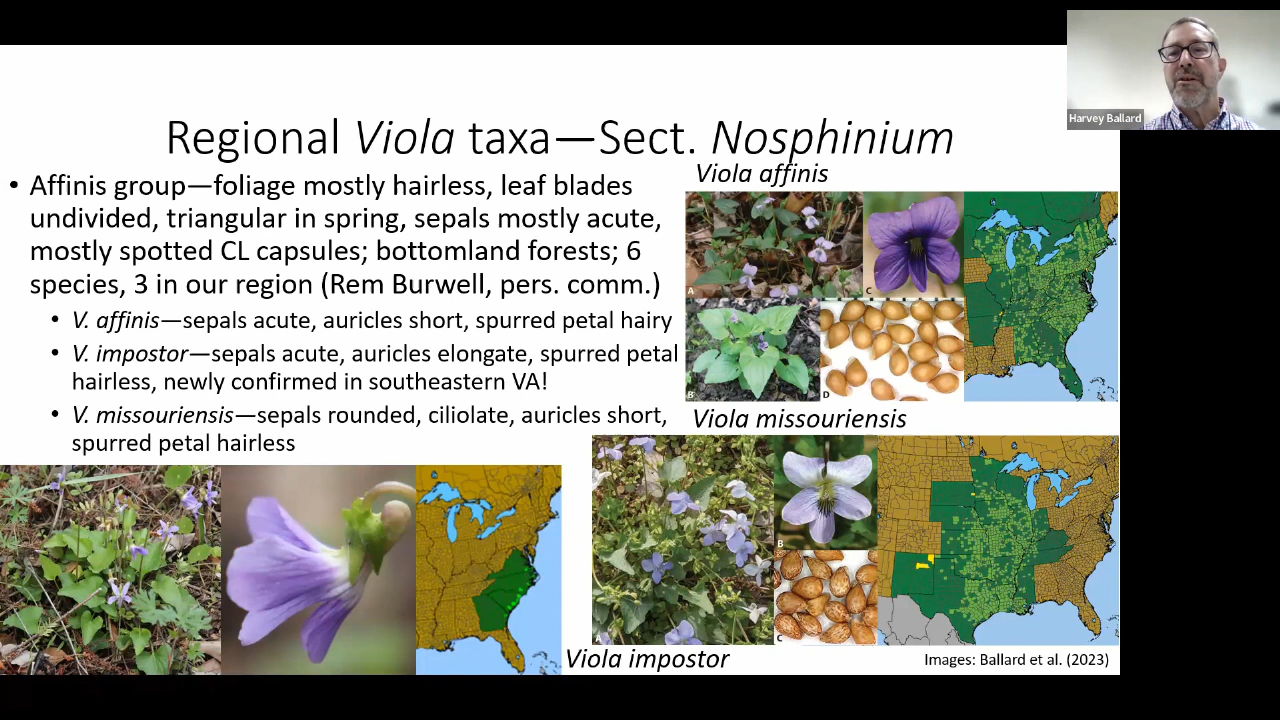 Harvey Ballard
Regional Viola taxa—Sect. Nosphinium
• Affinis group—foliage mostly hairless, leaf blades
undivided, triangular in spring, sepals mostly acute,
mostly spotted CL capsules; bottomland forests; 6
species, 3 in our region (Rem Burwell, pers. comm.)
• V. affinis—sepals acute, auricles short, spurred petal hairy
• V. impostor—sepals acute, auricles elongate, spurred petal
hairless, newly confirmed in southeastern VA!
• V. missouriensis—sepals rounded, ciliolate, auricles short,
spurred petal hairless
Viola affinis
A
C
B
D
Viola missouriensis
A
B
C
Viola impostor
Images: Ballard et al. (2023)